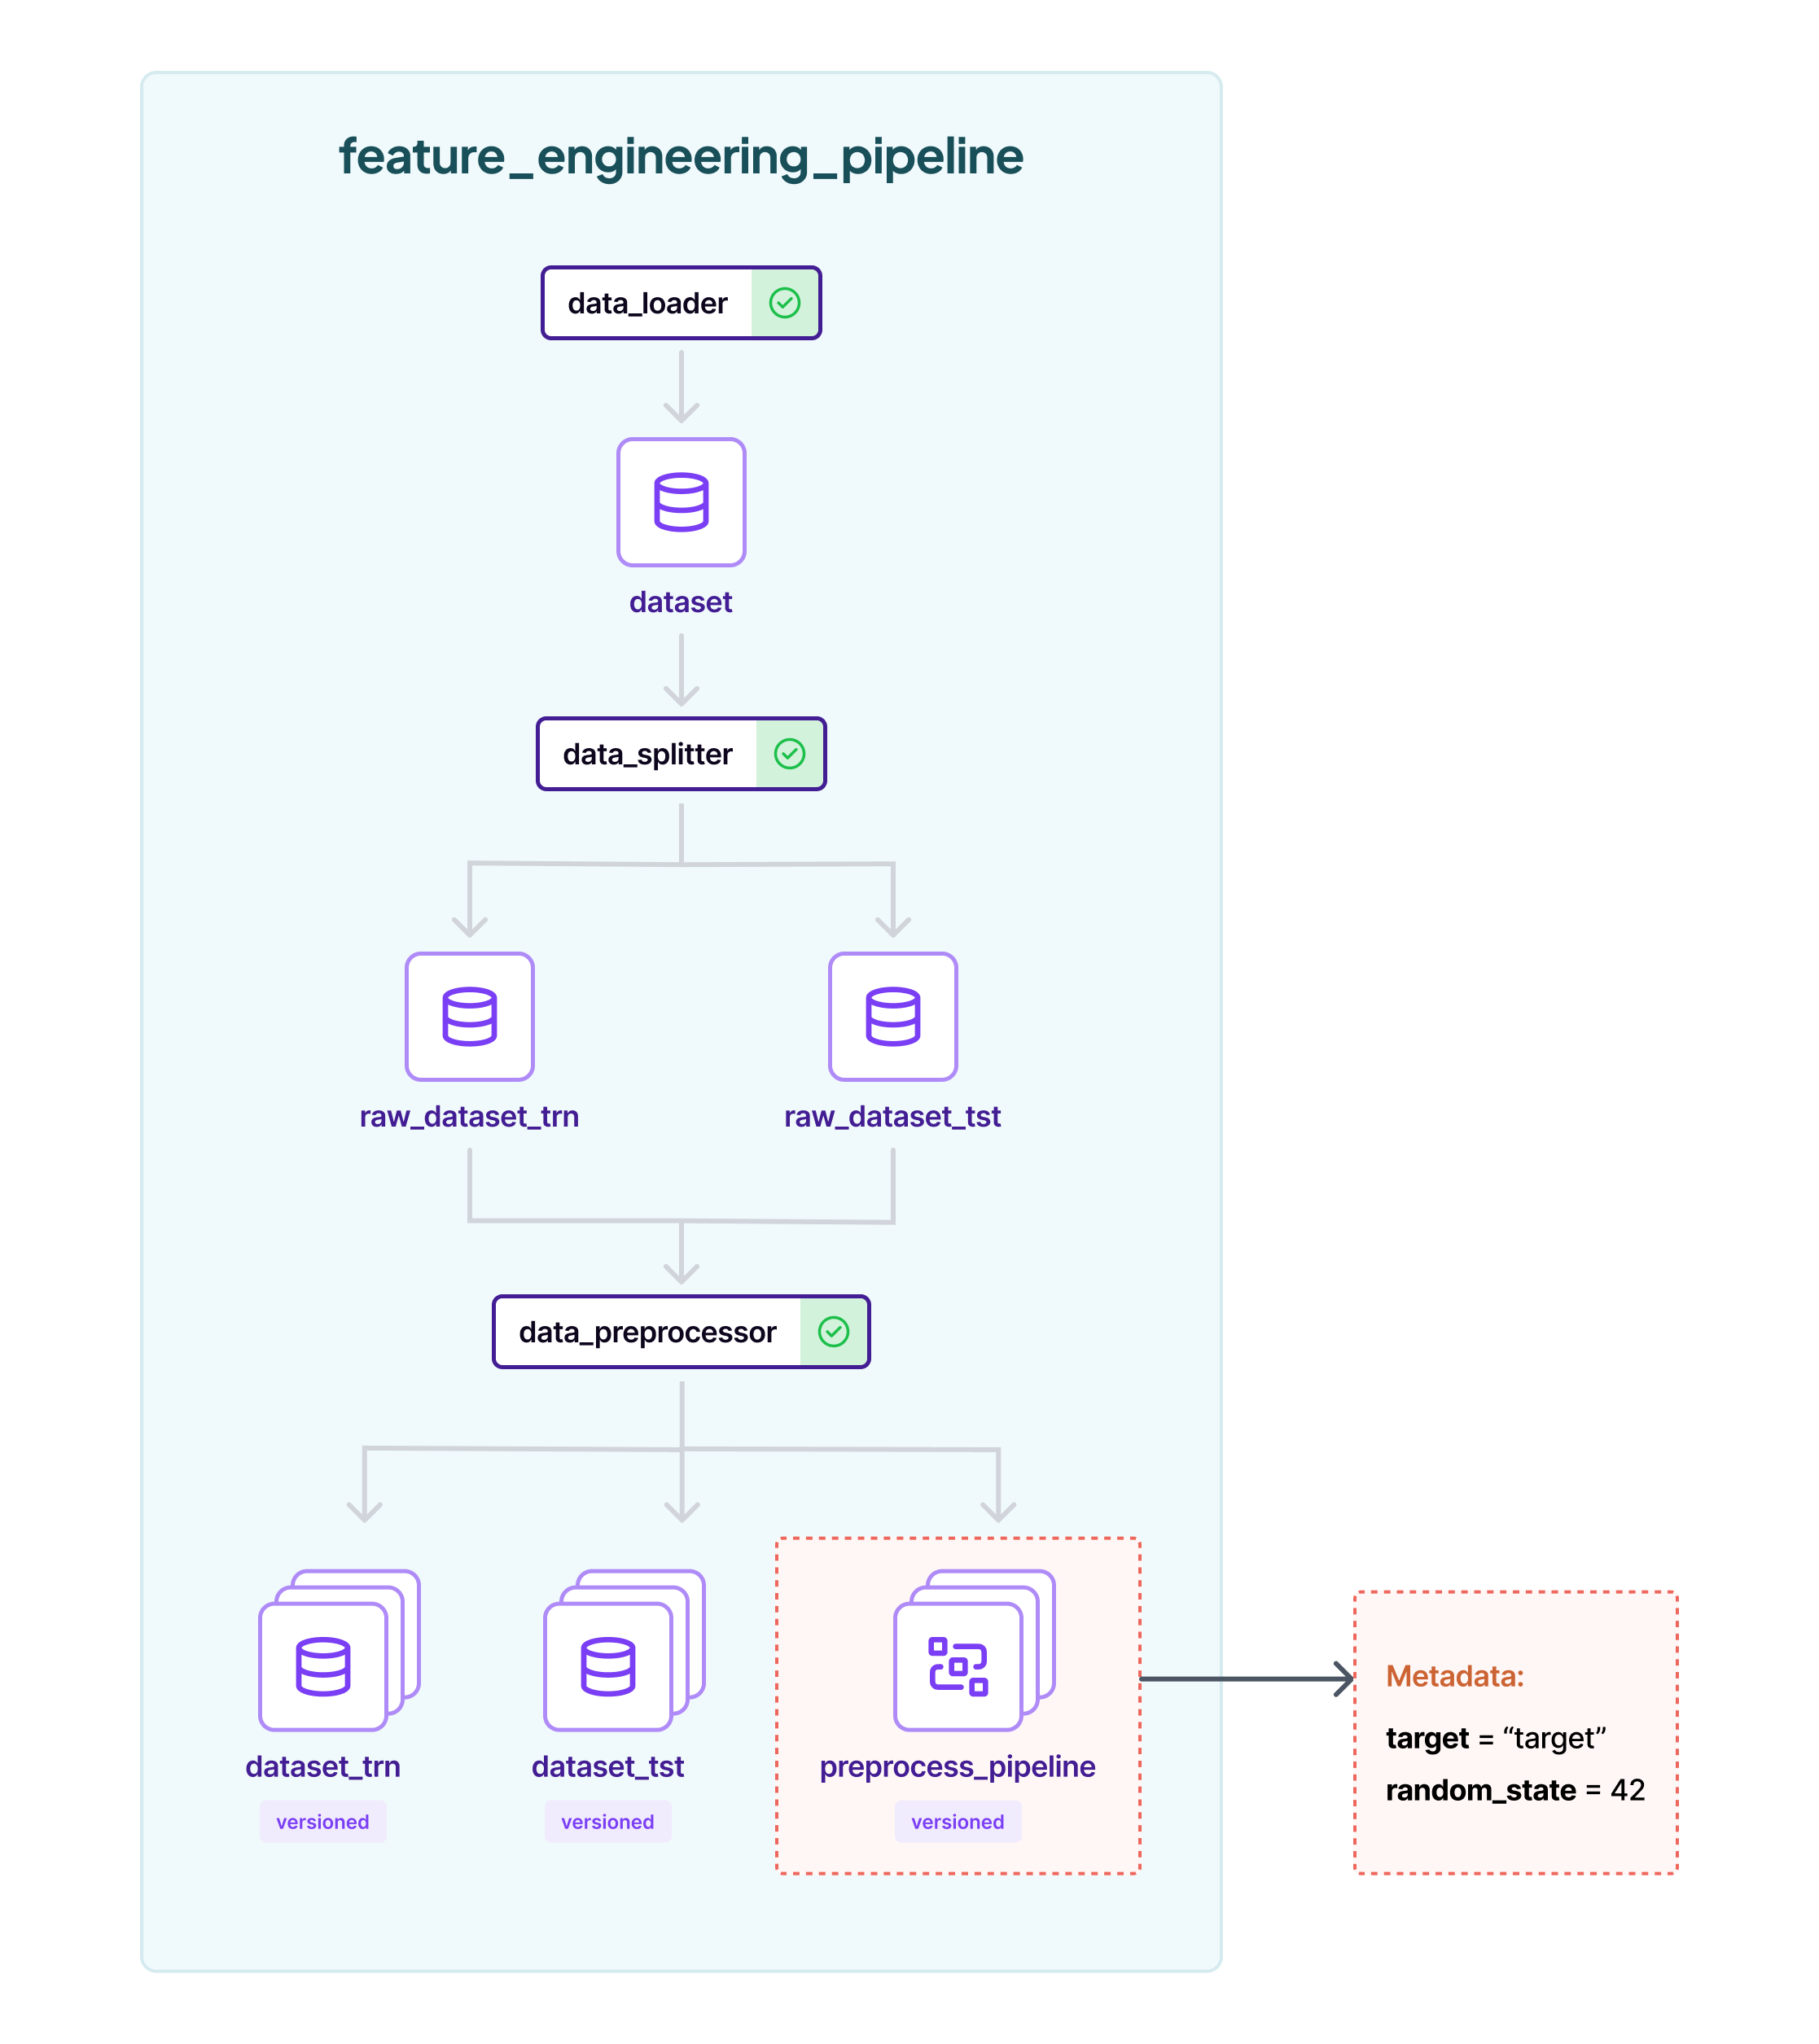 feature_engineering_pipeline
data_loader
dataset
data_splitter
raw_dataset_trn
raw_dataset_tst
data_preprocessor
dataset_trn
dataset_tst
preprocess_pipeline
versioned
versioned
versioned
Metadata:
target = “target”
random_state = 42